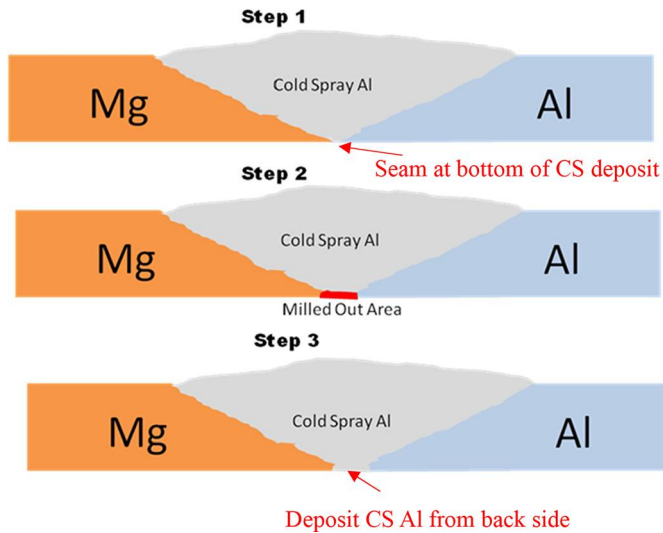 Step 1
Cold Spray Al
Mg
Al
Seam at bottom of CS deposit
Step 2
Cold Spray Al
Mg
Al
Milled Out Area
Step 3
Cold Spray Al
Mg
Al
Deposit CS Al from back side